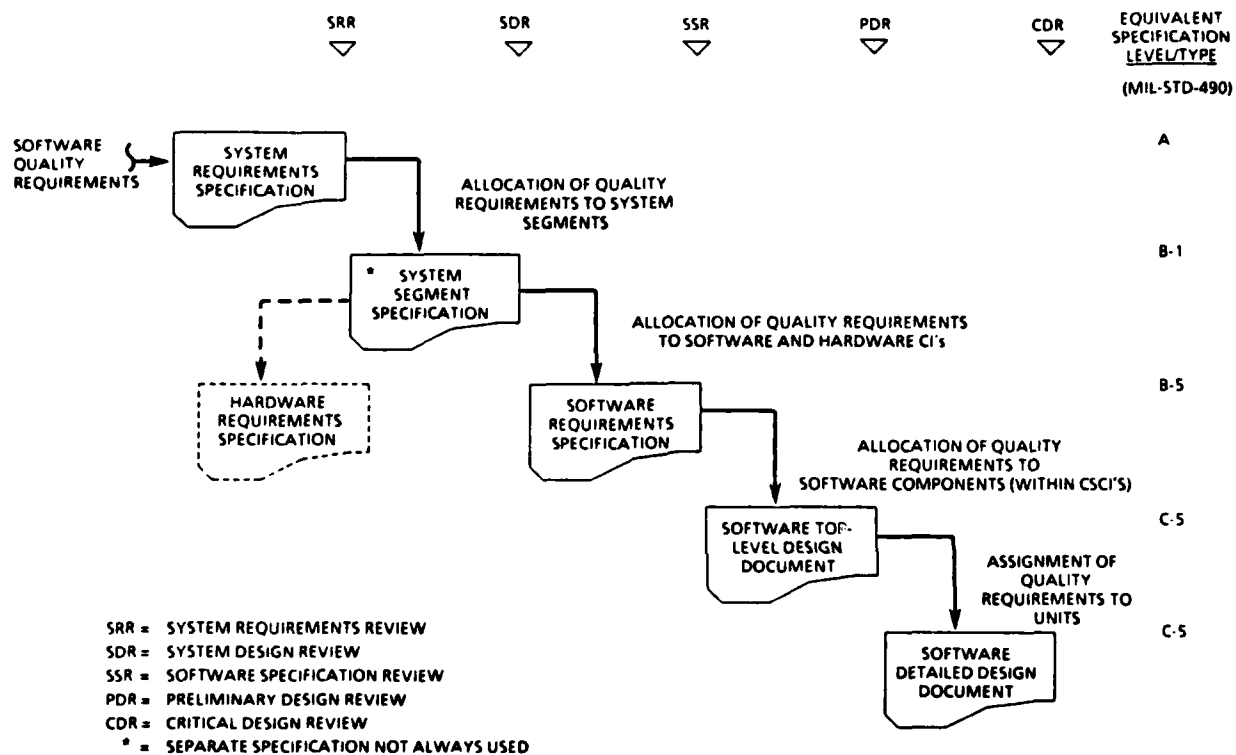 SRR
SDR
SSR
PDR
CDR
EQUIVALENT
SPECIFICATION
LEVEL/TYPE
(MIL-STD-490)
SOFTWARE
QUALITY
REQUIREMENTS
SYSTEM
REQUIREMENTS
SPECIFICATION
A
ALLOCATION OF QUALITY
REQUIREMENTS TO SYSTEM
SEGMENTS
* SYSTEM
SEGMENT
SPECIFICATION
B-1
ALLOCATION OF QUALITY REQUIREMENTS
TO SOFTWARE AND HARDWARE CI's
HARDWARE
REQUIREMENTS
SPECIFICATION
SOFTWARE
REQUIREMENTS
SPECIFICATION
B-5
ALLOCATION OF QUALITY
REQUIREMENTS TO
SOFTWARE COMPONENTS (WITHIN CSCI'S)
SOFTWARE TOP-
LEVEL DESIGN
DOCUMENT
C-5
ASSIGNMENT OF
QUALITY
REQUIREMENTS TO
UNITS
SOFTWARE
DETAILED DESIGN
DOCUMENT
C-5
SRR = SYSTEM REQUIREMENTS REVIEW
SDR = SYSTEM DESIGN REVIEW
SSR = SOFTWARE SPECIFICATION REVIEW
PDR = PRELIMINARY DESIGN REVIEW
CDR = CRITICAL DESIGN REVIEW
* = SEPARATE SPECIFICATION NOT ALWAYS USED